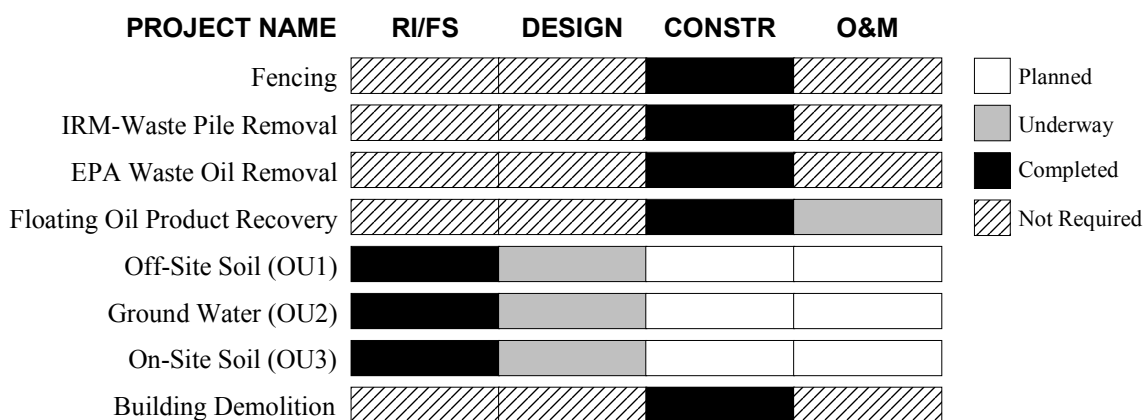 PROJECT NAME RI/FS DESIGN CONSTR O&M
Fencing
IRM-Waste Pile Removal
EPA Waste Oil Removal
Floating Oil Product Recovery
Off-Site Soil (OU1)
Ground Water (OU2)
On-Site Soil (OU3)
Building Demolition
Planned
Underway
Completed
Not Required